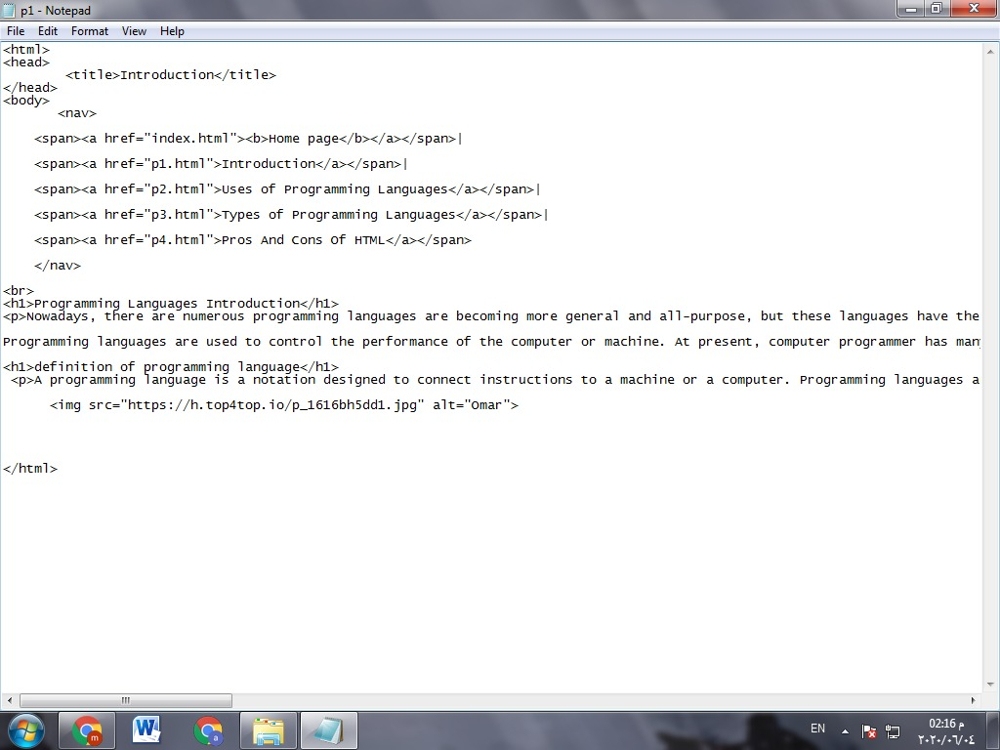 p1 - Notepad
File Edit Format View Help
<html>
<head>
<title>Introduction</title>
</head>
<body>
<nav>
<span><a href="index.html"><b>Home page</b></a></span>|
<span><a href="p1.html">Introduction</a></span>|
<span><a href="p2.html">Uses of Programming Languages</a></span>|
<span><a href="p3.html">Types of Programming Languages</a></span>|
<span><a href="p4.html">Pros And Cons Of HTML</a></span>
</nav>
<br>
<h1>Programming Languages Introduction</h1>
<p>Nowadays, there are numerous programming languages are becoming more general and all-purpose, but these languages have the
Programming languages are used to control the performance of the computer or machine. At present, computer programmer has man
<h1>definition of programming language</h1>
<p>A programming language is a notation designed to connect instructions to a machine or a computer. Programming languages a
<img src="https://h.top4top.io/p_1616bh5dd1.jpg" alt="Omar">
</html>
EN
02:16 م
٢٠٢٠/٠٦/٠٤